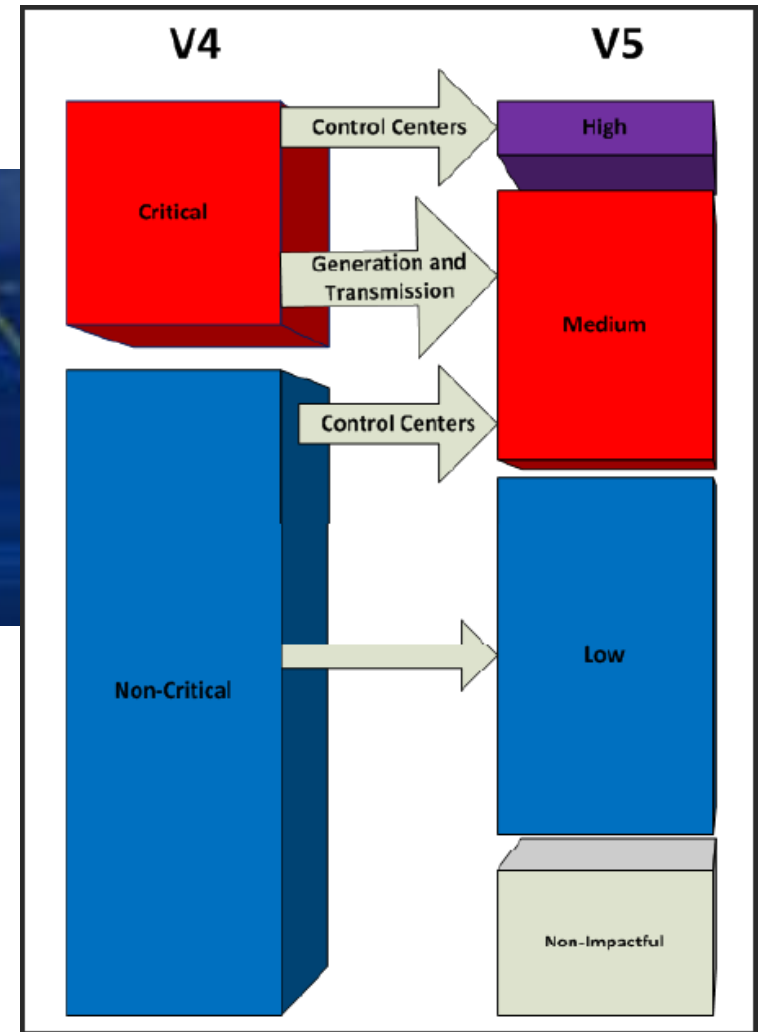 V4
V5
Critical
Control Centers
High
Generation and
Transmission
Medium
Control Centers
Non-Critical
Low
Non-Impactful